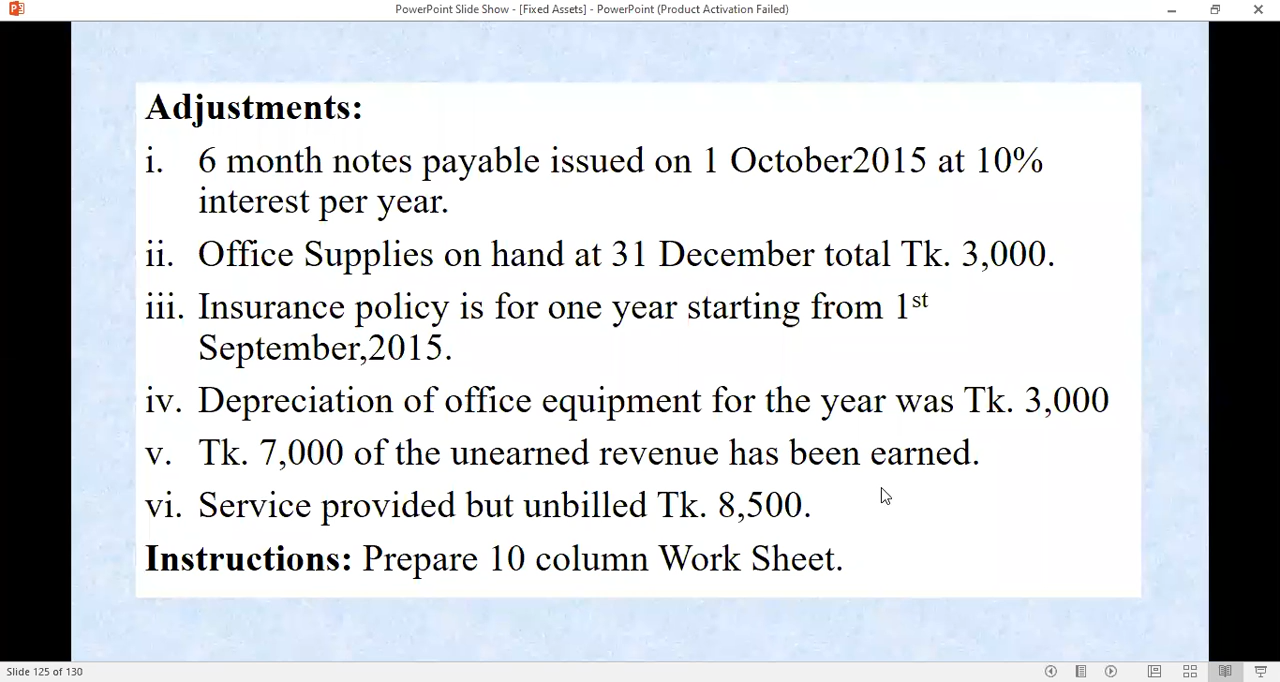 PowerPoint Slide Show - [Fixed Assets] - PowerPoint (Product Activation Failed)
Adjustments:
i. 6 month notes payable issued on 1 October2015 at 10%
interest per year.
ii. Office Supplies on hand at 31 December total Tk. 3,000.
iii. Insurance policy is for one year starting from 1st
September,2015.
iv. Depreciation of office equipment for the year was Tk. 3,000
v. Tk. 7,000 of the unearned revenue has been earned.
vi. Service provided but unbilled Tk. 8,500.
Instructions: Prepare 10 column Work Sheet.
Slide 125 of 130